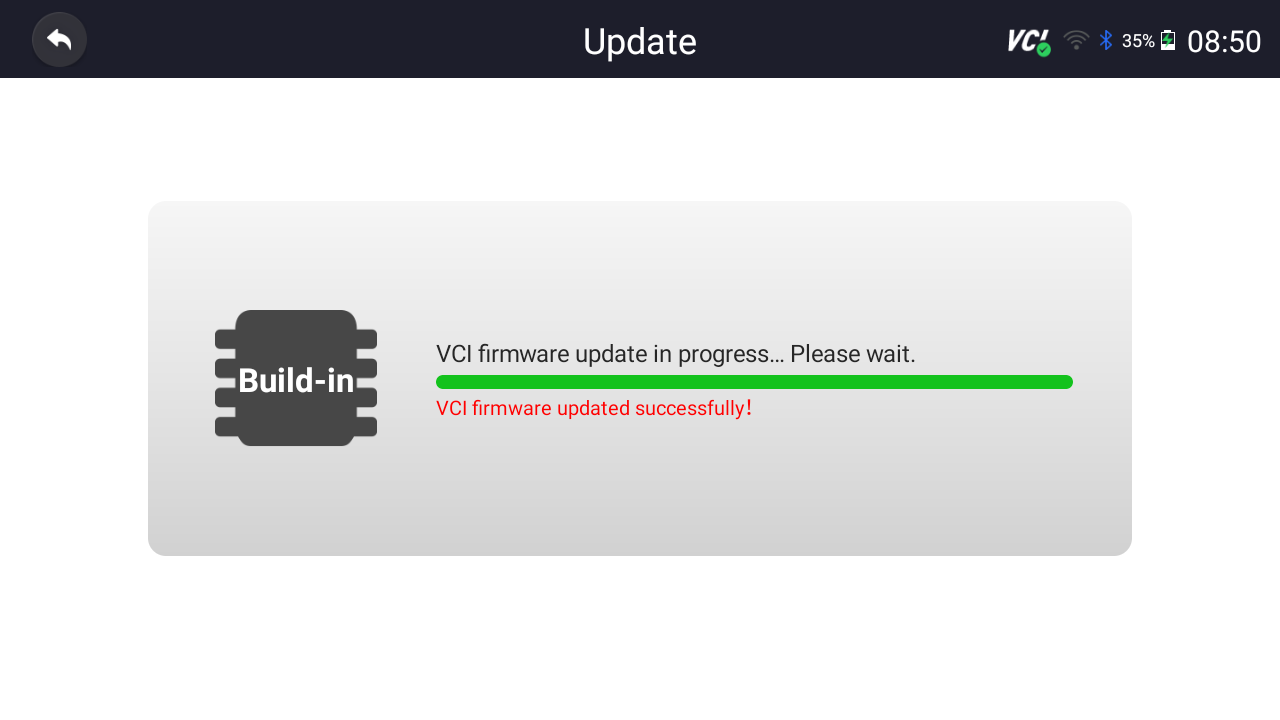 Update
VCI 35% 08:50
VCI firmware update in progress... Please wait.
Build-in
VCI firmware updated successfully!